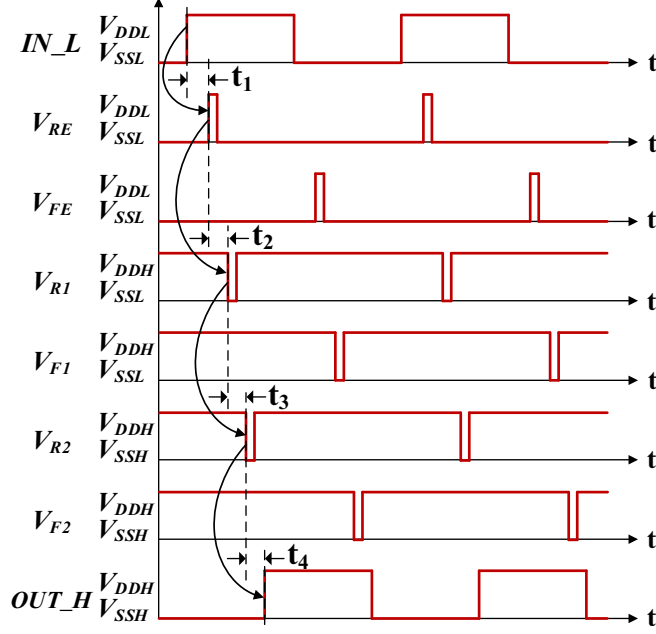 IN_L V_DDL V_SSL t
t₁
V_RE V_DDL V_SSL t
V_FE V_DDL V_SSL t
t₂
V_R1 V_DDH V_SSL t
V_F1 V_DDH V_SSL t
t₃
V_R2 V_DDH V_SSH t
V_F2 V_DDH V_SSH t
t₄
OUT_H V_DDH V_SSH t